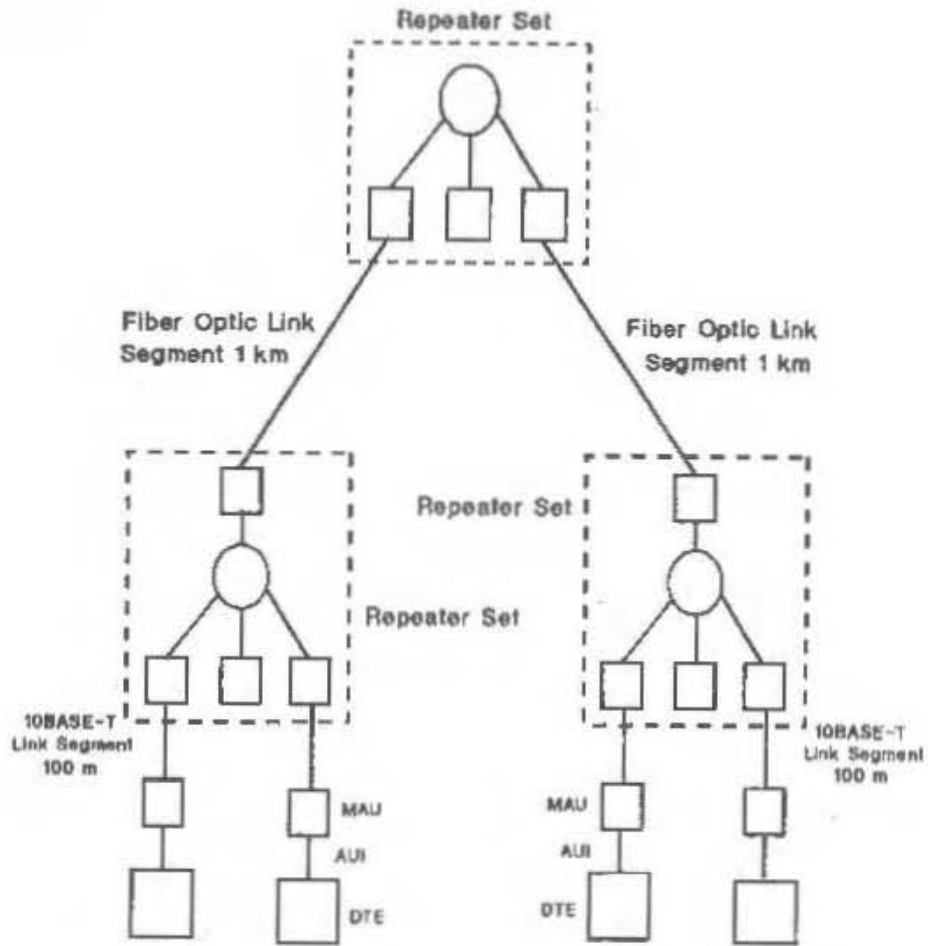 Repeater Set
Fiber Optic Link
Segment 1 km
Fiber Optic Link
Segment 1 km
Repeater Set
Repeater Set
10BASE-T
Link Segment
100 m
10BASE-T
Link Segment
100 m
MAU
MAU
AUI
AUI
DTE
DTE